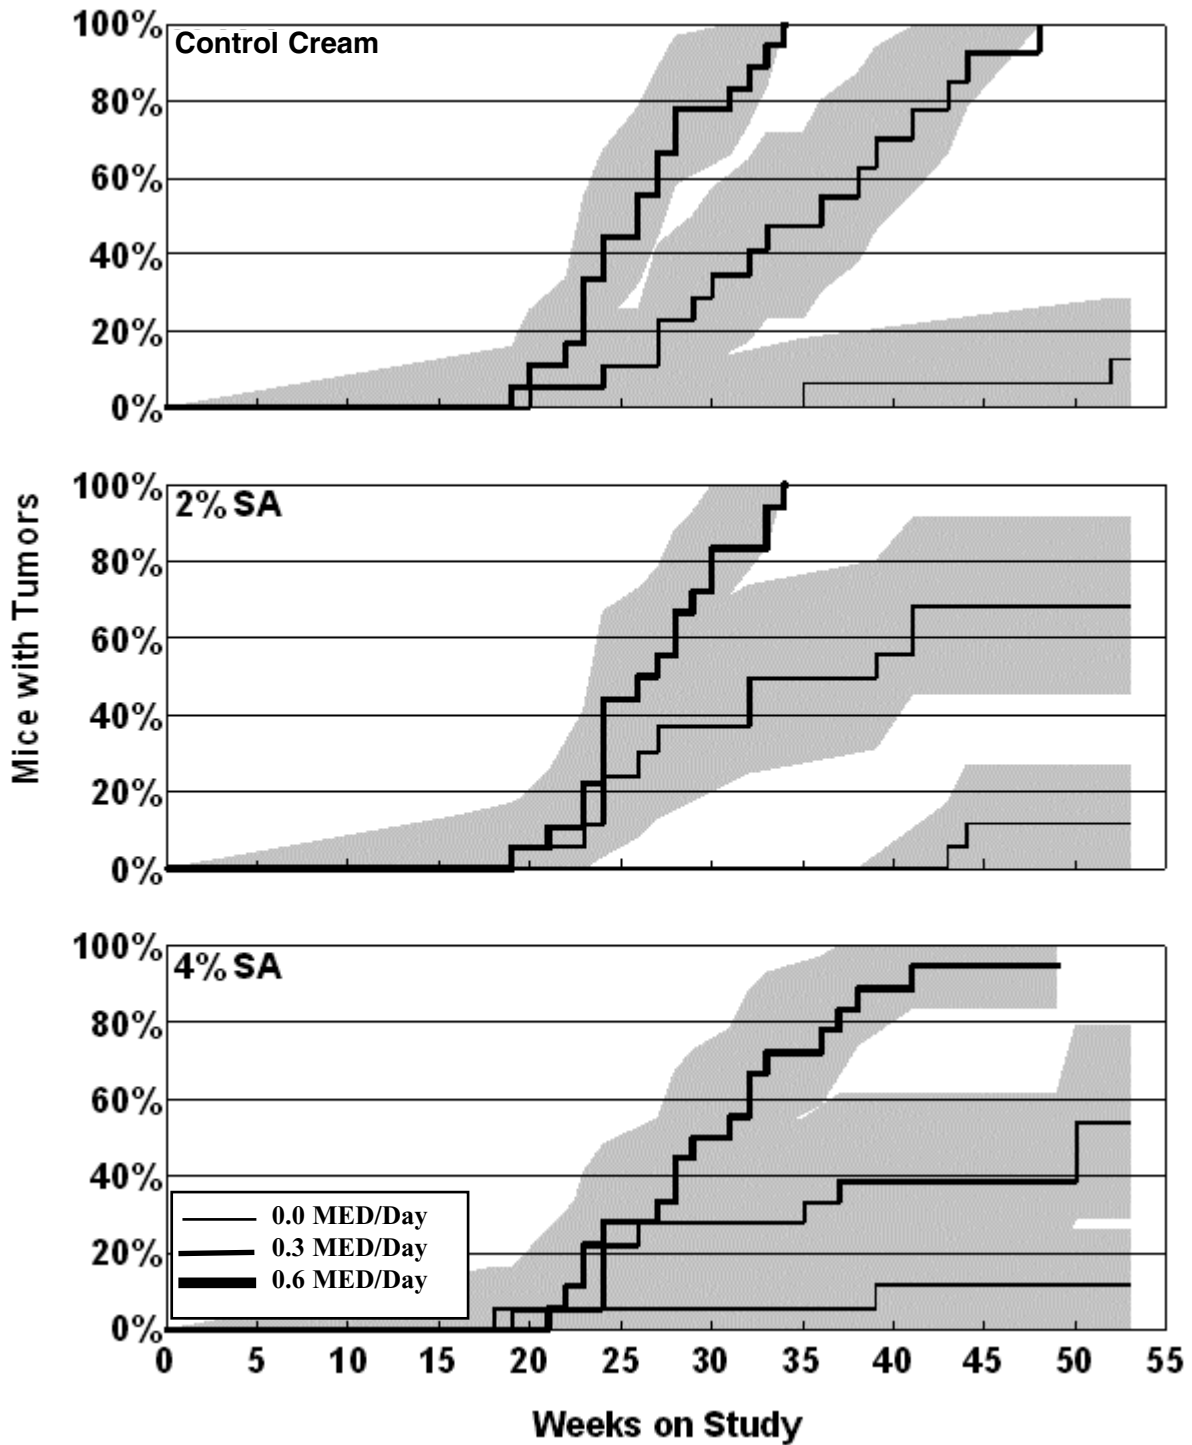 100%
Control Cream
80%
60%
40%
20%
0%
Mice with Tumors
100%
2% SA
80%
60%
40%
20%
0%
100%
4% SA
80%
60%
40%
20%
0%
0.0 MED/Day
0.3 MED/Day
0.6 MED/Day
0 5 10 15 20 25 30 35 40 45 50 55
Weeks on Study